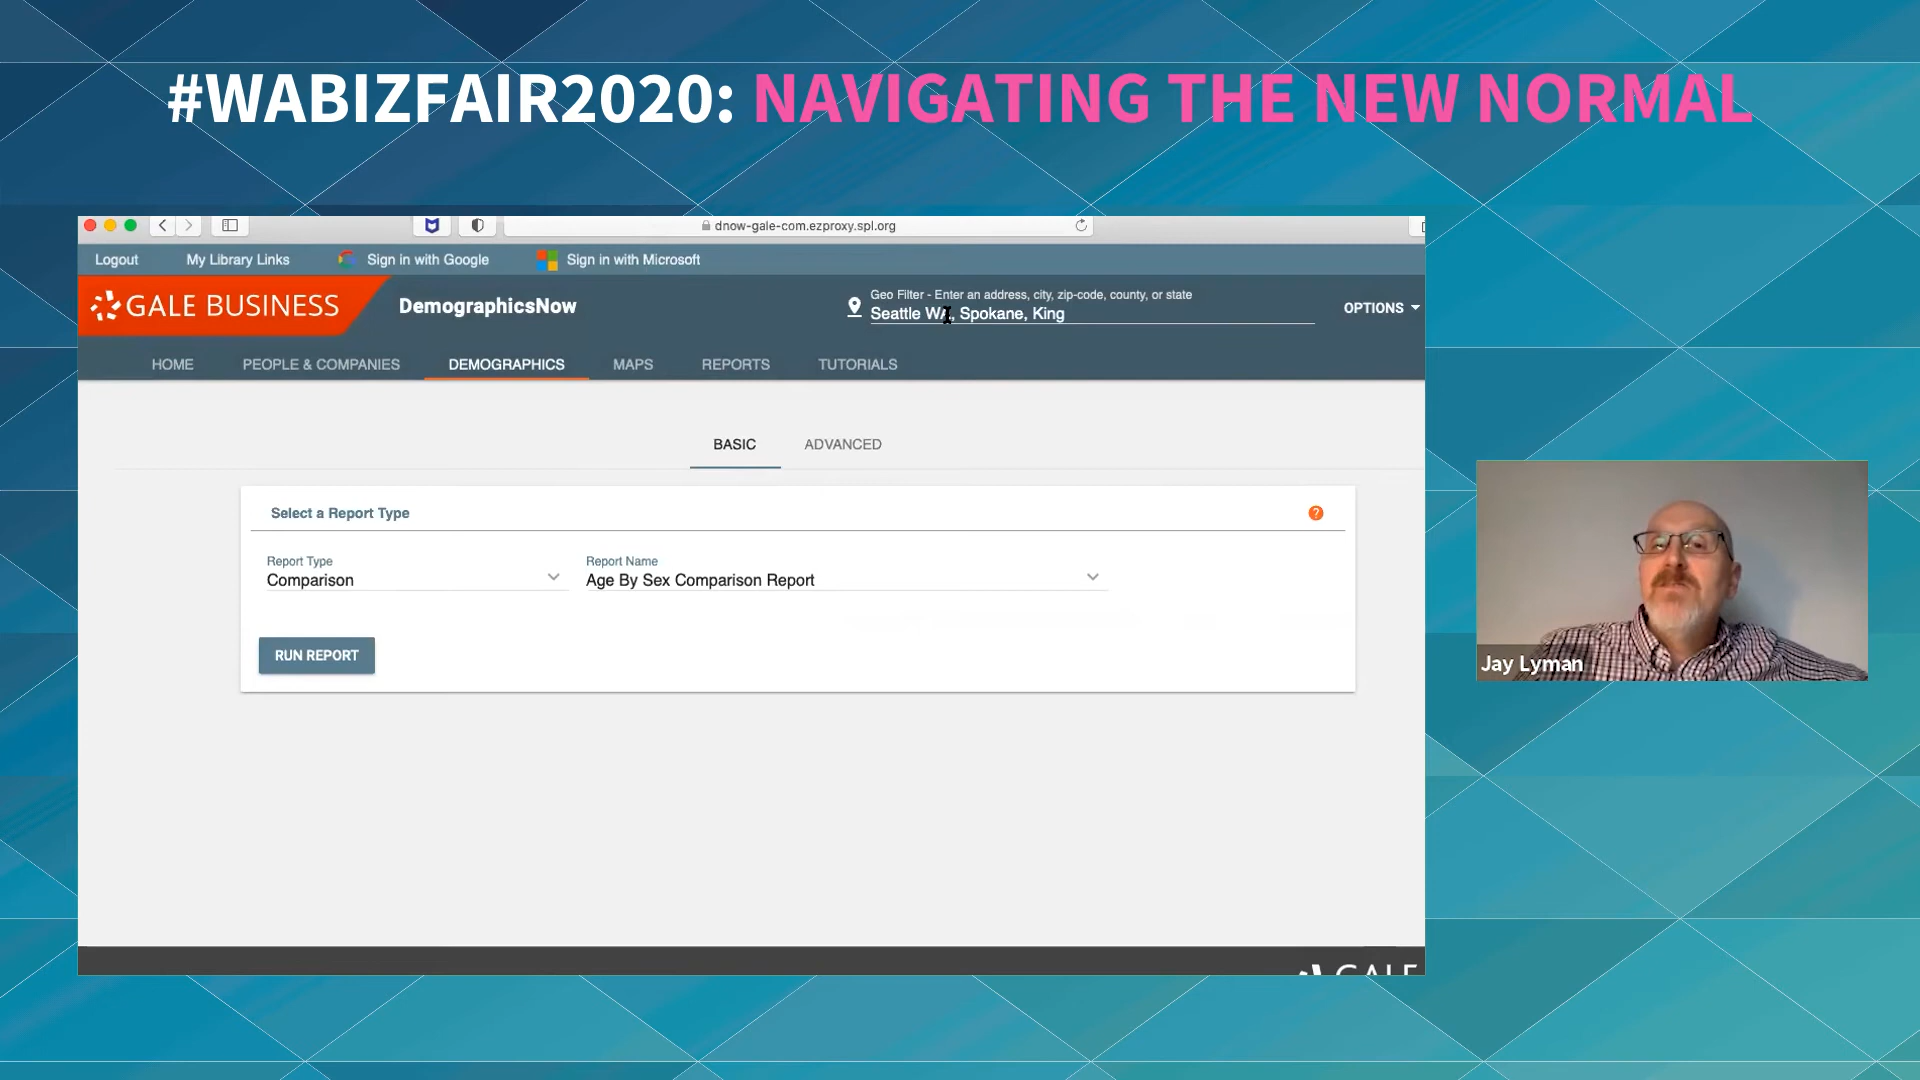 #WABIZFAIR2020: NAVIGATING THE NEW NORMAL
dnow-gale-com.ezproxy.spl.org
Logout My Library Links Sign in with Google Sign in with Microsoft
GALE BUSINESS DemographicsNow
Geo Filter - Enter an address, city, zip-code, county, or state
Seattle WA, Spokane, King
OPTIONS
HOME PEOPLE & COMPANIES DEMOGRAPHICS MAPS REPORTS TUTORIALS
BASIC ADVANCED
Select a Report Type ?
Report Type Report Name
Comparison Age By Sex Comparison Report
RUN REPORT
Jay Lyman
GALE